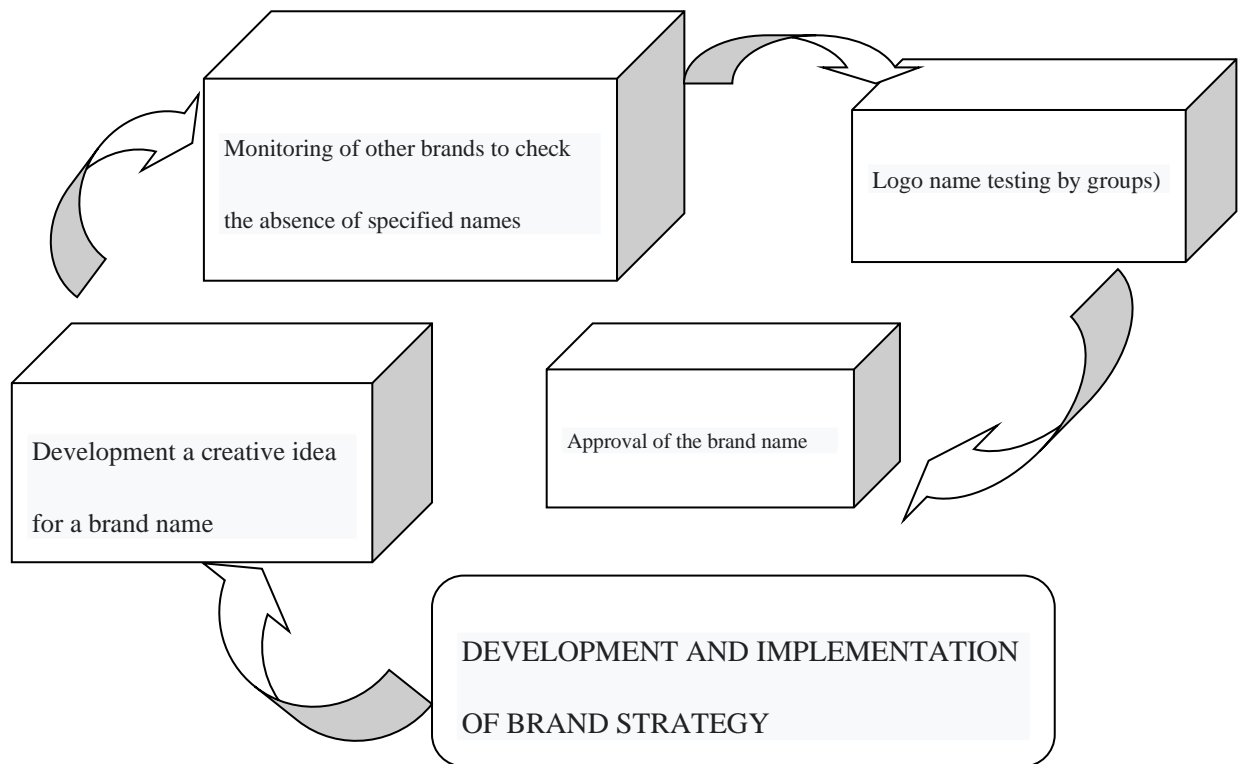 Monitoring of other brands to check
the absence of specified names
Logo name testing by groups)
Development a creative idea
for a brand name
Approval of the brand name
DEVELOPMENT AND IMPLEMENTATION
OF BRAND STRATEGY